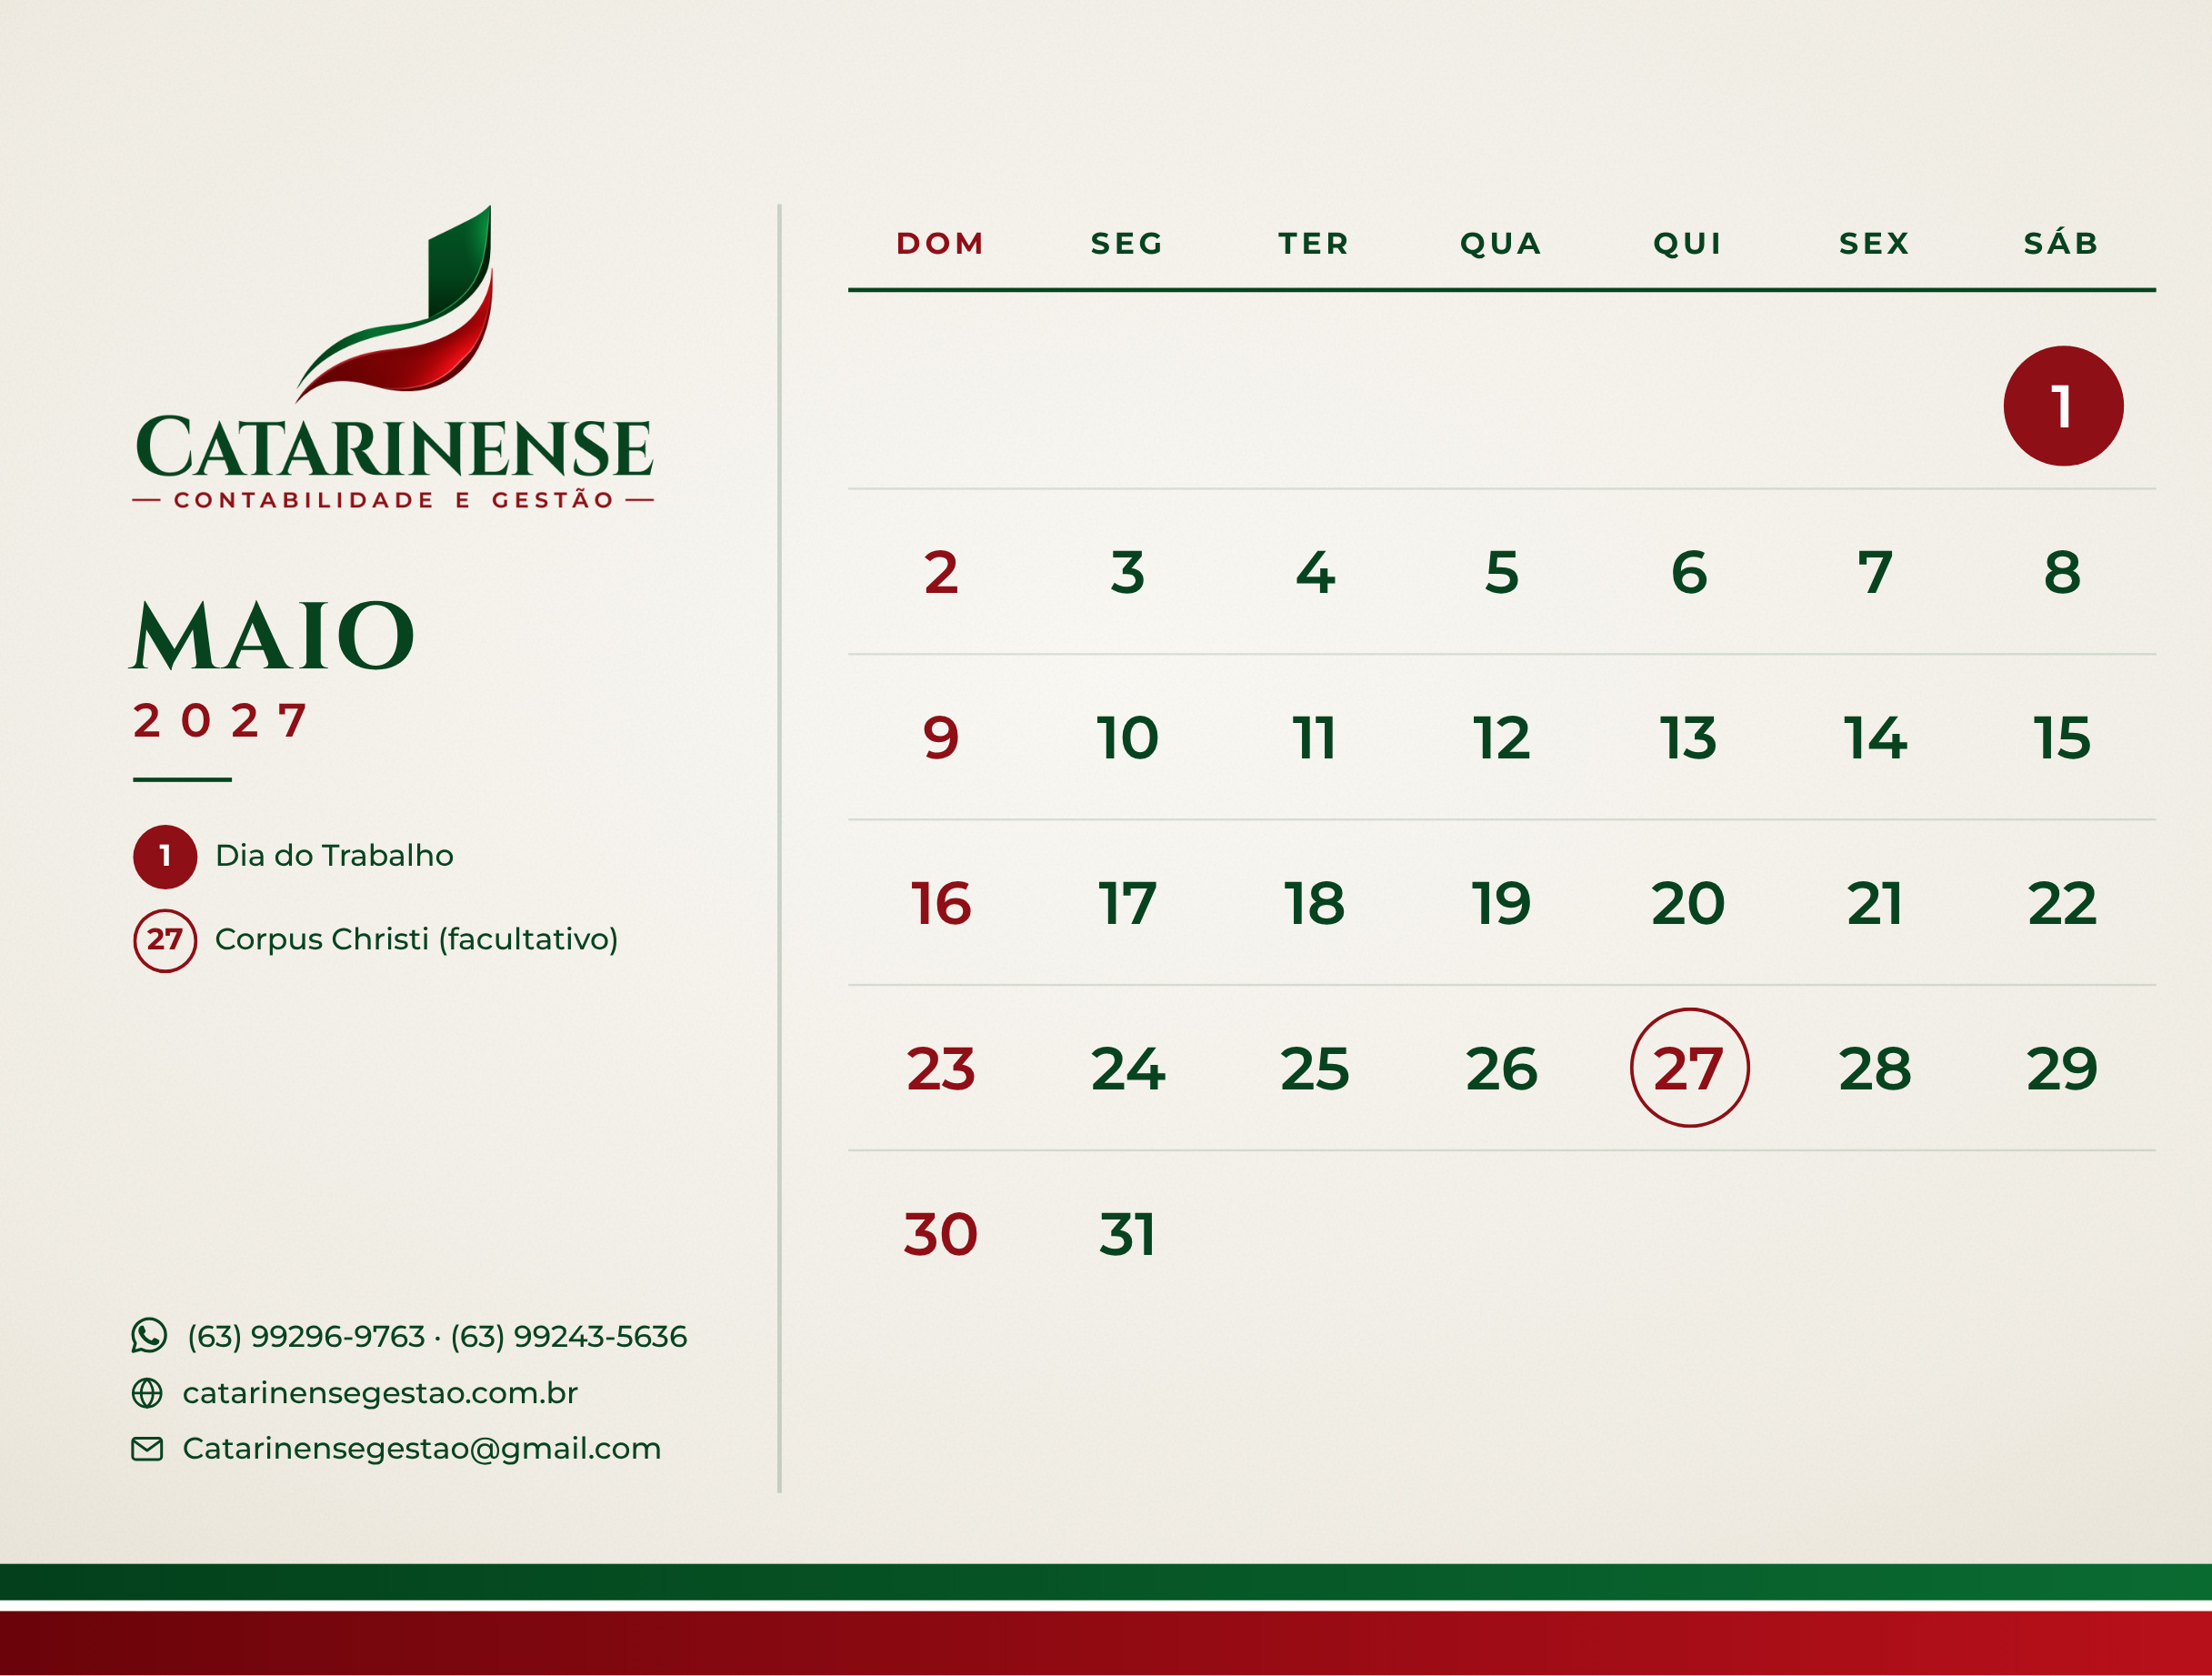 CATARINENSE
CONTABILIDADE E GESTÃO
MAIO
2027
1 Dia do Trabalho
27 Corpus Christi (facultativo)
(63) 99296-9763 · (63) 99243-5636
catarinensegestao.com.br
Catarinensegestao@gmail.com
DOM SEG TER QUA QUI SEX SÁB
1
2 3 4 5 6 7 8
9 10 11 12 13 14 15
16 17 18 19 20 21 22
23 24 25 26 27 28 29
30 31